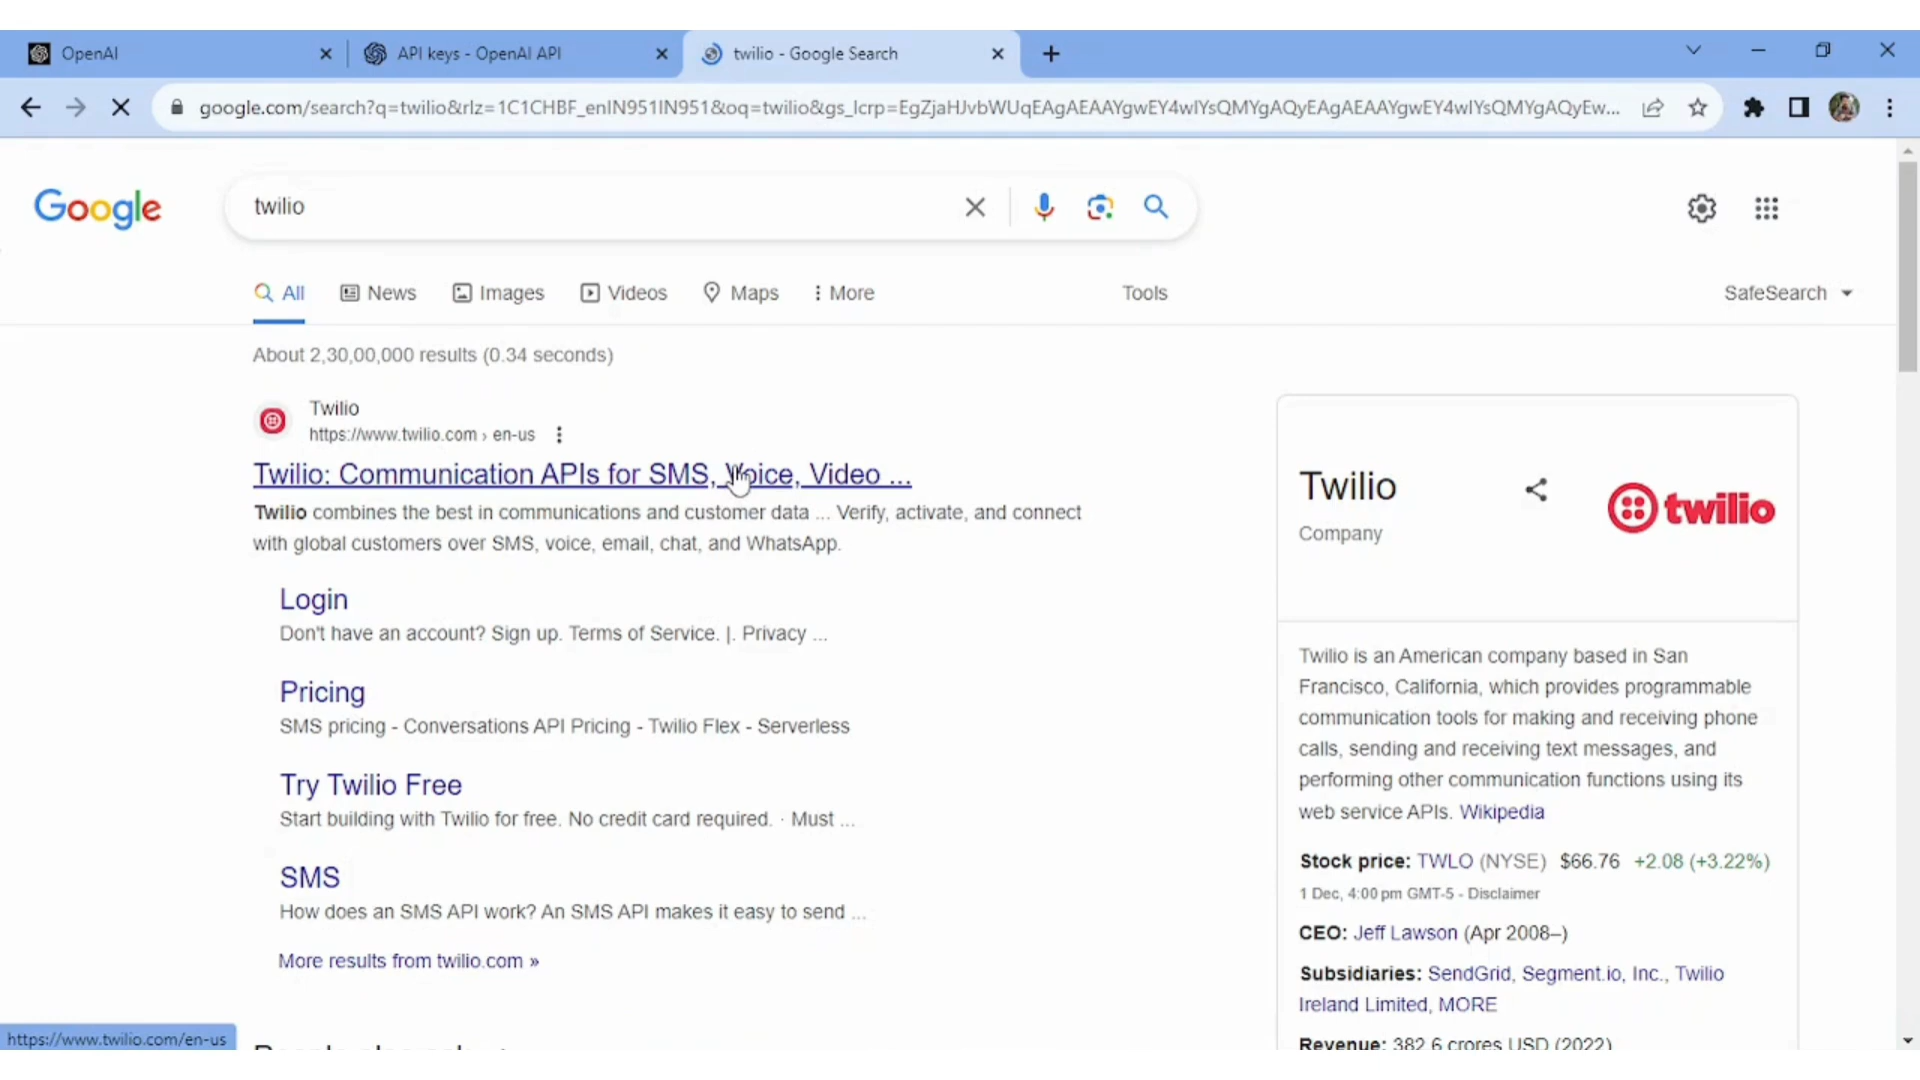 OpenAI
API keys - OpenAI API
twilio - Google Search
google.com/search?q=twilio&rlz=1C1CHBF_enIN951IN951&oq=twilio&gs_lcrp=EgZjaHJvbWUqEAgAEAAYgwEY4wIYsQMYgAQyEAgAEAAYgwEY4wIYsQMYgAQyEw...
Google
twilio
All
News
Images
Videos
Maps
More
Tools
SafeSearch
About 2,30,00,000 results (0.34 seconds)
Twilio
https://www.twilio.com › en-us
Twilio: Communication APIs for SMS, Voice, Video ...
Twilio combines the best in communications and customer data ... Verify, activate, and connect
with global customers over SMS, voice, email, chat, and WhatsApp.
Login
Don't have an account? Sign up. Terms of Service. |. Privacy ...
Pricing
SMS pricing - Conversations API Pricing - Twilio Flex - Serverless
Try Twilio Free
Start building with Twilio for free. No credit card required. · Must ...
SMS
How does an SMS API work? An SMS API makes it easy to send ...
More results from twilio.com »
Twilio
Company
twilio
Twilio is an American company based in San
Francisco, California, which provides programmable
communication tools for making and receiving phone
calls, sending and receiving text messages, and
performing other communication functions using its
web service APIs. Wikipedia
Stock price: TWLO (NYSE) $66.76 +2.08 (+3.22%)
1 Dec, 4:00 pm GMT-5 - Disclaimer
CEO: Jeff Lawson (Apr 2008–)
Subsidiaries: SendGrid, Segment.io, Inc., Twilio
Ireland Limited, MORE
Revenue: 382.6 crores USD (2022)
https://www.twilio.com/en-us